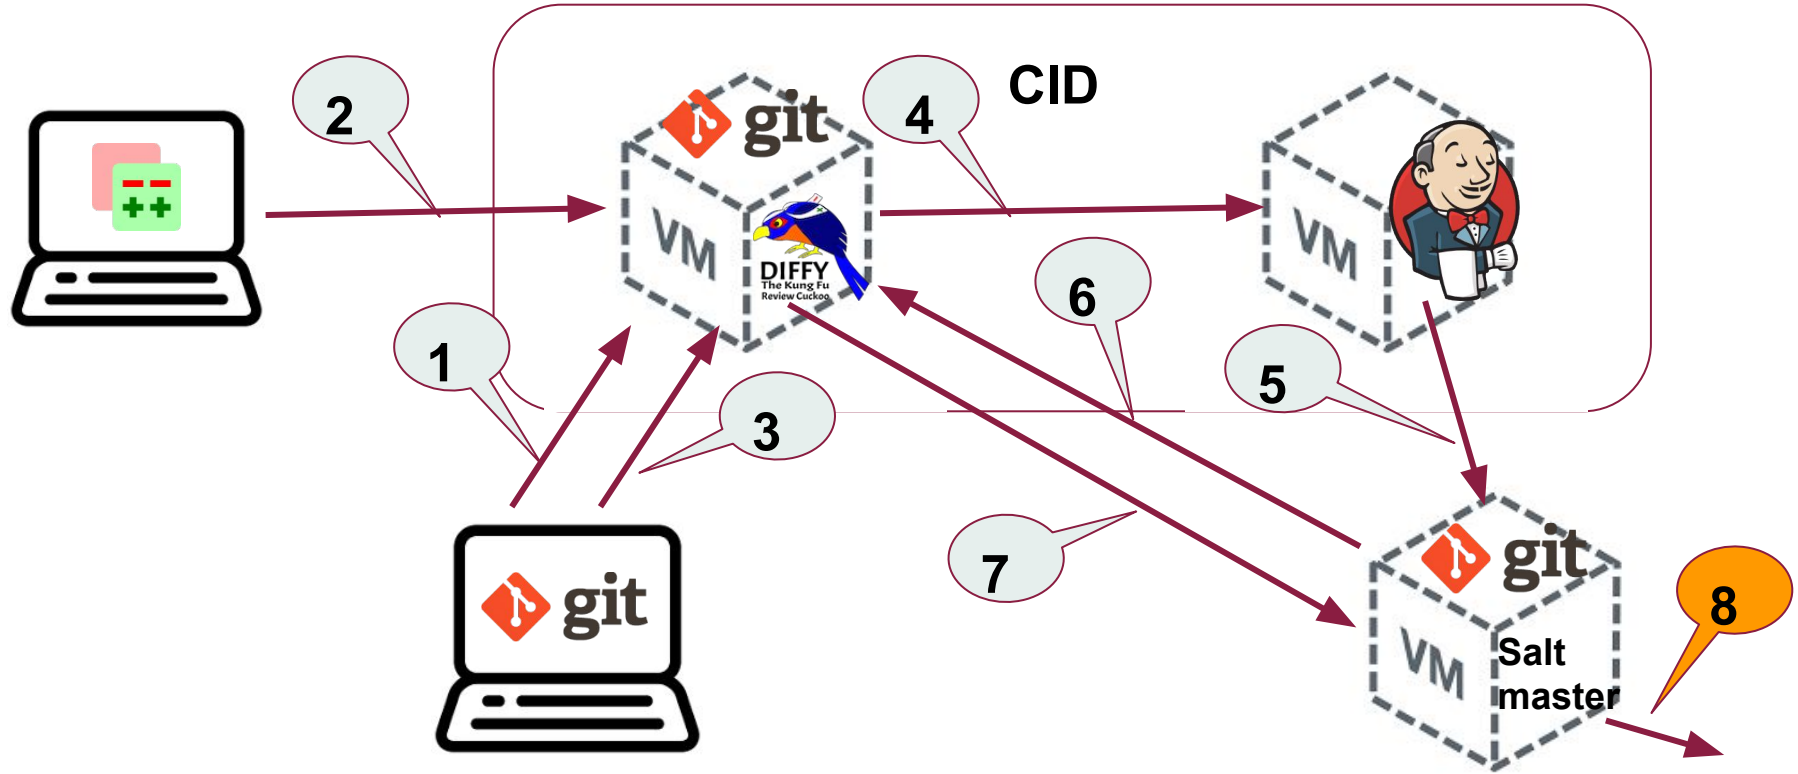 CID
2
git
4
VM
DIFFY
The Kung Fu
Review Cuckoo
VM
6
1
5
3
7
git
git
8
VM
Salt
master